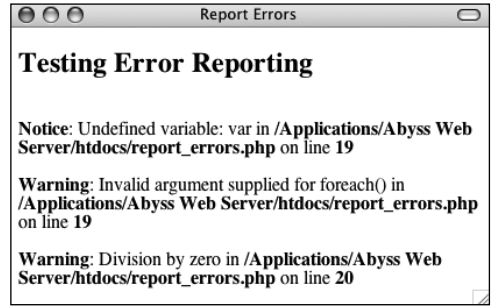 Report Errors
Testing Error Reporting
Notice: Undefined variable: var in /Applications/Abyss Web
Server/htdocs/report_errors.php on line 19
Warning: Invalid argument supplied for foreach() in
/Applications/Abyss Web Server/htdocs/report_errors.php
on line 19
Warning: Division by zero in /Applications/Abyss Web
Server/htdocs/report_errors.php on line 20